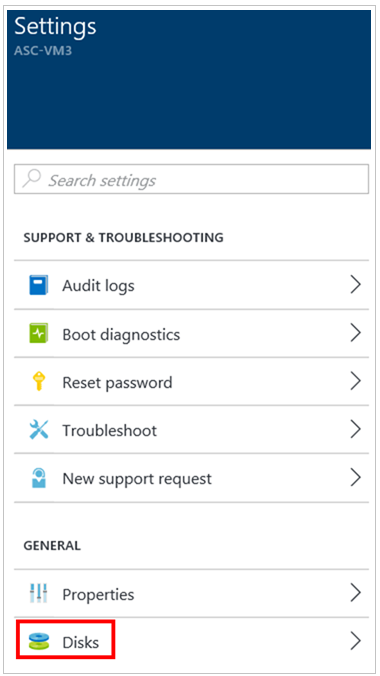 Settings
ASC-VM3
Search settings
SUPPORT & TROUBLESHOOTING
Audit logs
Boot diagnostics
Reset password
Troubleshoot
New support request
GENERAL
Properties
Disks